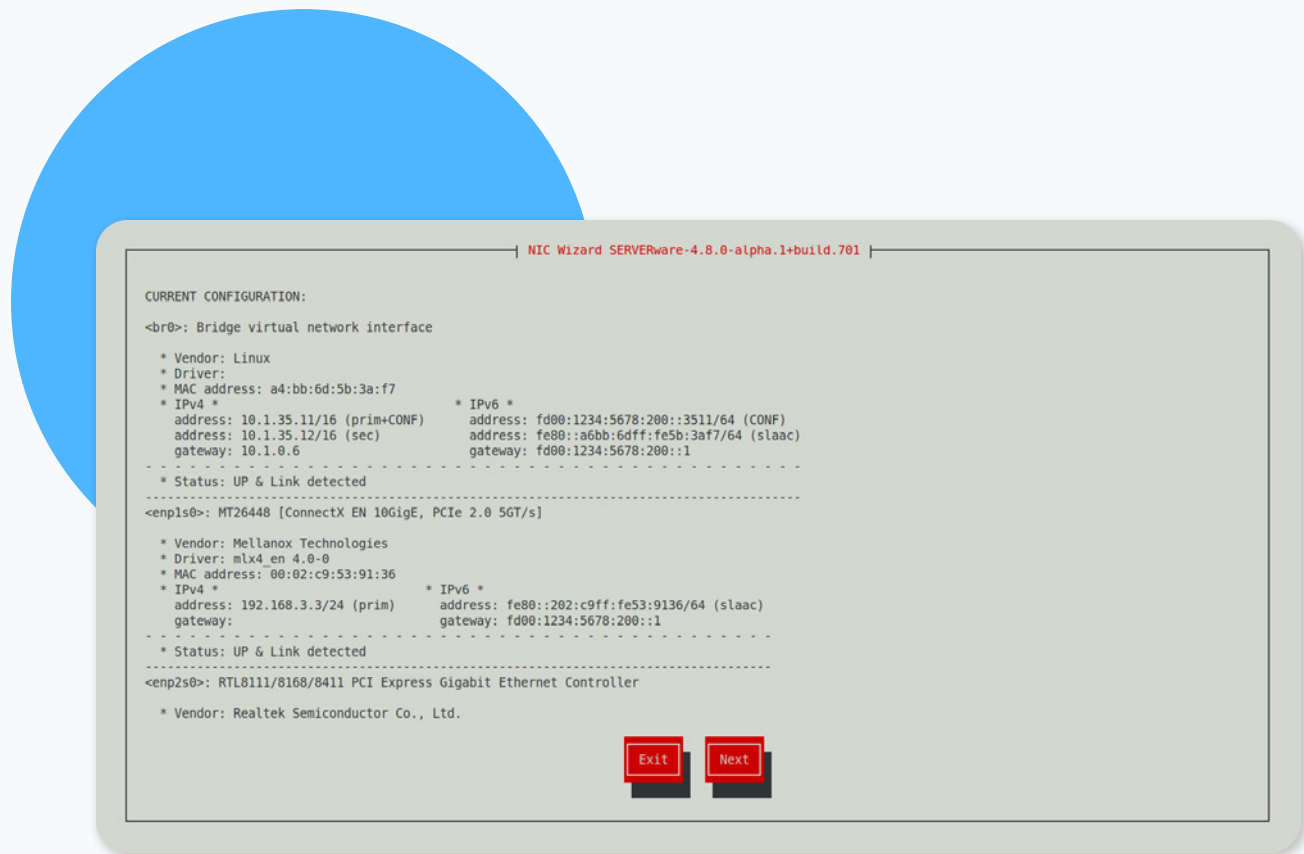 NIC Wizard SERVERware-4.8.0-alpha.1+build.701
CURRENT CONFIGURATION:
<br0>: Bridge virtual network interface
* Vendor: Linux
* Driver:
* MAC address: a4:bb:6d:5b:3a:f7
* IPv4 * * IPv6 *
address: 10.1.35.11/16 (prim+CONF) address: fd00:1234:5678:200::3511/64 (CONF)
address: 10.1.35.12/16 (sec) address: fe80::a6bb:6dff:fe5b:3af7/64 (slaac)
gateway: 10.1.0.6 gateway: fd00:1234:5678:200::1
* Status: UP & Link detected
<enp1s0>: MT26448 [ConnectX EN 10GigE, PCIe 2.0 5GT/s]
* Vendor: Mellanox Technologies
* Driver: mlx4_en 4.0-0
* MAC address: 00:02:c9:53:91:36
* IPv4 * * IPv6 *
address: 192.168.3.3/24 (prim) address: fe80::202:c9ff:fe53:9136/64 (slaac)
gateway: gateway: fd00:1234:5678:200::1
* Status: UP & Link detected
<enp2s0>: RTL8111/8168/8411 PCI Express Gigabit Ethernet Controller
* Vendor: Realtek Semiconductor Co., Ltd.
Exit Next